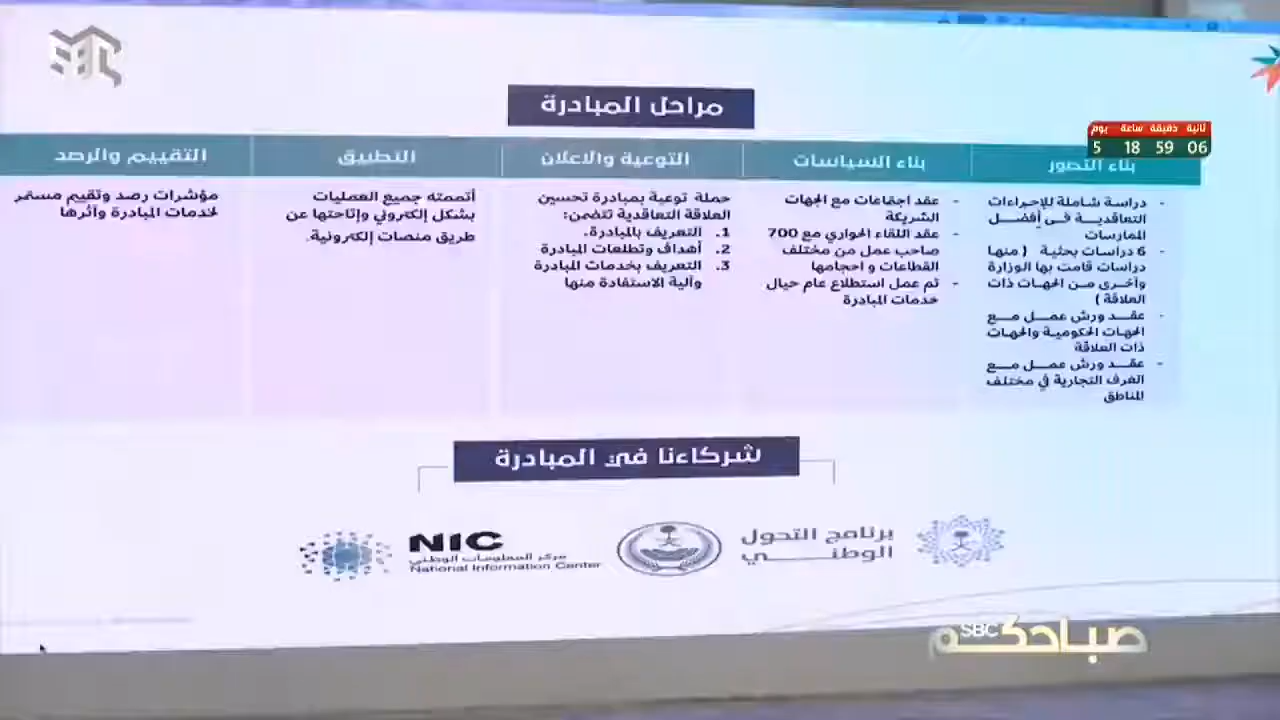 SBC
مراحل المبادرة
يوم ساعة دقيقة ثانية
5 18 59 06
بناء التصور
- دراسة شاملة للإجراءات
التعاقدية في أفضل
الممارسات
- 6 دراسات بحثية ( منها
دراسات قامت بها الوزارة
وأخرى من الجهات ذات
العلاقة )
- عقد ورش عمل مع
الجهات الحكومية والجهات
ذات العلاقة
- عقد ورش عمل مع
الغرف التجارية في مختلف
المناطق
بناء السياسات
- عقد اجتماعات مع الجهات
الشريكة
- عقد اللقاء الحواري مع 700
صاحب عمل من مختلف
القطاعات و احجامها
- تم عمل استطلاع عام حيال
خدمات المبادرة
التوعية والاعلان
حملة توعية بمبادرة تحسين
العلاقة التعاقدية تتضمن:
1. التعريف بالمبادرة.
2. أهداف وتطلعات المبادرة
3. التعريف بخدمات المبادرة
وآلية الاستفادة منها
التطبيق
أتممته جميع العمليات
بشكل إلكتروني وإتاحتها عن
طريق منصات إلكترونية.
التقييم والرصد
مؤشرات رصد وتقييم مستمر
لخدمات المبادرة وآثرها
شركاءنا في المبادرة
برنامج التحول
الوطني
NIC
مركز المعلومات الوطني
National Information Center
صباحكم
SBC